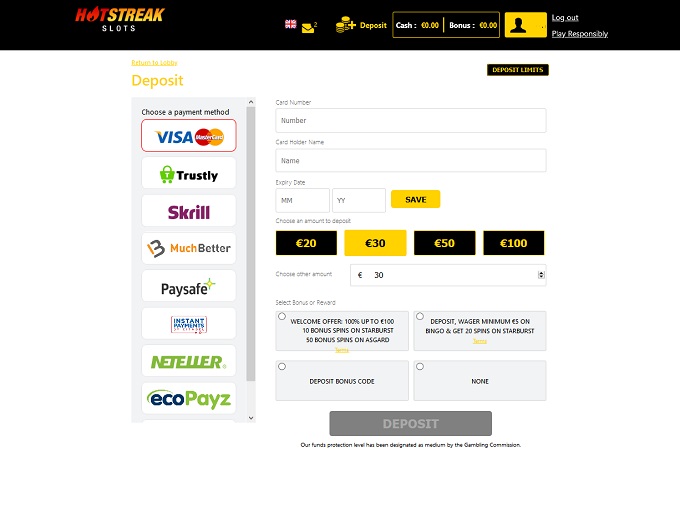 HOTSTREAK
SLOTS
2
Deposit
Cash : €0.00
Bonus : €0.00
Log out
Play Responsibly
Return to Lobby
Deposit
DEPOSIT LIMITS
Choose a payment method
VISA MasterCard
Trustly
Skrill
MuchBetter
Paysafe
INSTANT
PAYMENTS
BY CITADEL
NETELLER
ecoPayz
Card Number
Number
Card Holder Name
Name
Expiry Date
MM
YY
SAVE
Choose an amount to deposit
€20
€30
€50
€100
Choose other amount
€ 30
Select Bonus or Reward
WELCOME OFFER: 100% UP TO €100
10 BONUS SPINS ON STARBURST
50 BONUS SPINS ON ASGARD
Terms
DEPOSIT, WAGER MINIMUM €5 ON
BINGO & GET 20 SPINS ON STARBURST
Terms
DEPOSIT BONUS CODE
NONE
DEPOSIT
Our funds protection level has been designated as medium by the Gambling Commission.